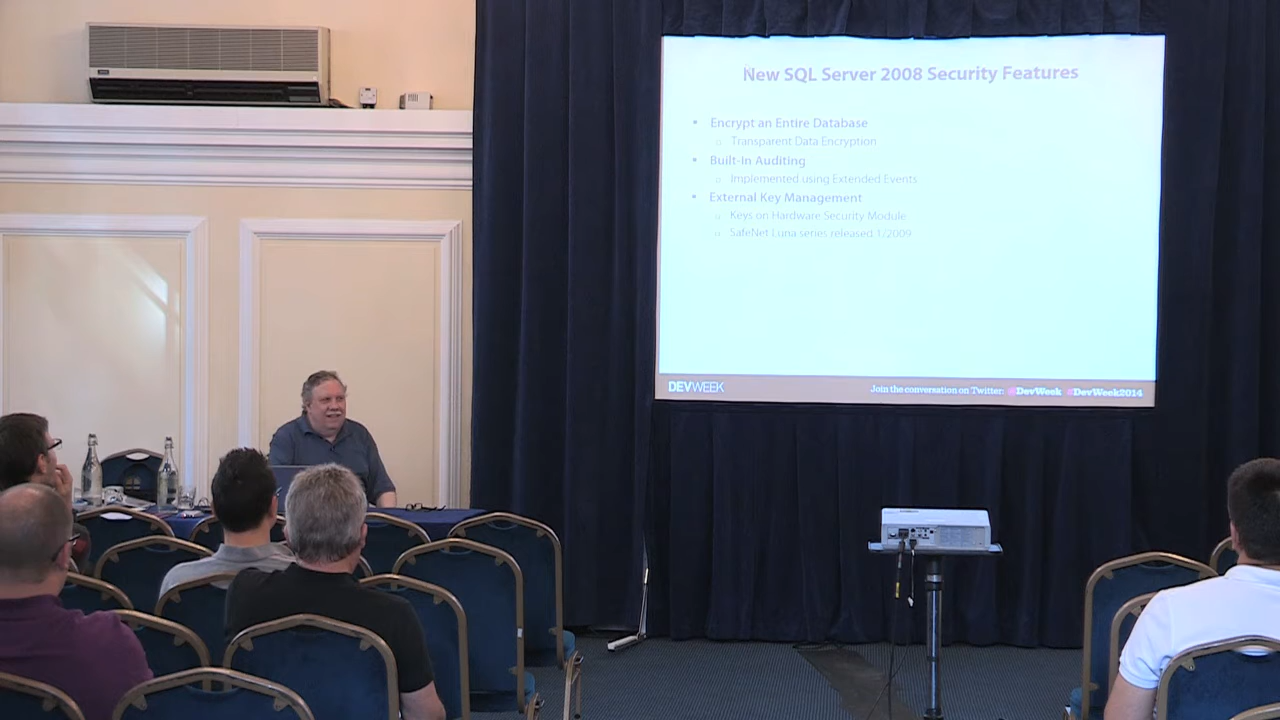 New SQL Server 2008 Security Features
• Encrypt an Entire Database
o Transparent Data Encryption
• Built-in Auditing
o Implemented using Extended Events
• External Key Management
o Keys on Hardware Security Module
o SafeNet Luna series released 1/2009
DEVWEEK
Join the conversation on Twitter: @DevWeek #DevWeek2014